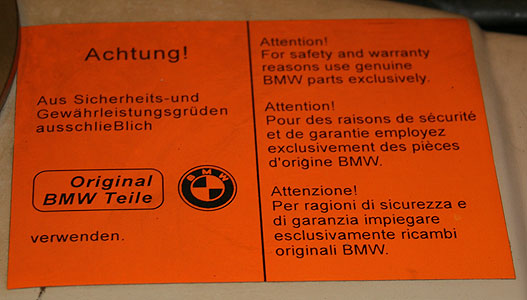 Achtung!
Aus Sicherheits-und
Gewährleistungsgrüden
ausschlieBlich
Original
BMW Teile
BMW
verwenden.
Attention!
For safety and warranty
reasons use genuine
BMW parts exclusively.
Attention!
Pour des raisons de sécurité
et de garantie employez
exclusivement des pièces
d'origine BMW.
Attenzione!
Per ragioni di sicurezza e
di garanzia impiegare
esclusivamente ricambi
originali BMW.